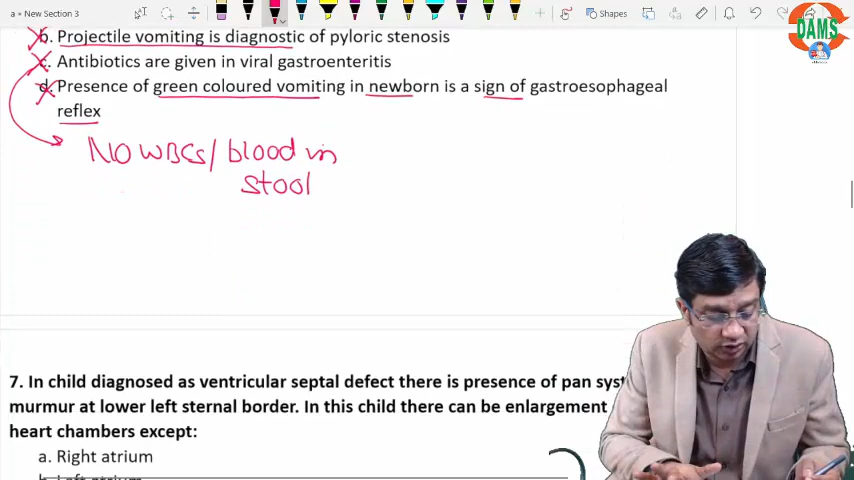 a » New Section 3
Shapes
DAMS
b. Projectile vomiting is diagnostic of pyloric stenosis
c. Antibiotics are given in viral gastroenteritis
d. Presence of green coloured vomiting in newborn is a sign of gastroesophageal
reflex
NO WBCs/ blood in
stool
7. In child diagnosed as ventricular septal defect there is presence of pan
murmur at lower left sternal border. In this child there can be enlargement
heart chambers except:
a. Right atrium
b. Left atrium